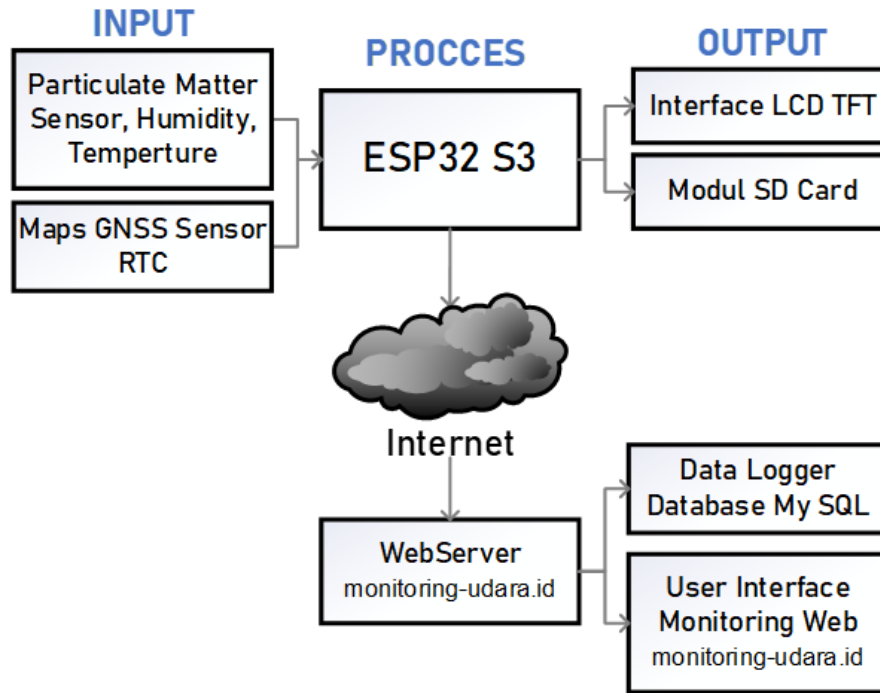 INPUT
PROCCES
OUTPUT
Particulate Matter
Sensor, Humidity,
Temperture
Maps GNSS Sensor
RTC
ESP32 S3
Interface LCD TFT
Modul SD Card
Internet
WebServer
monitoring-udara.id
Data Logger
Database My SQL
User Interface
Monitoring Web
monitoring-udara.id